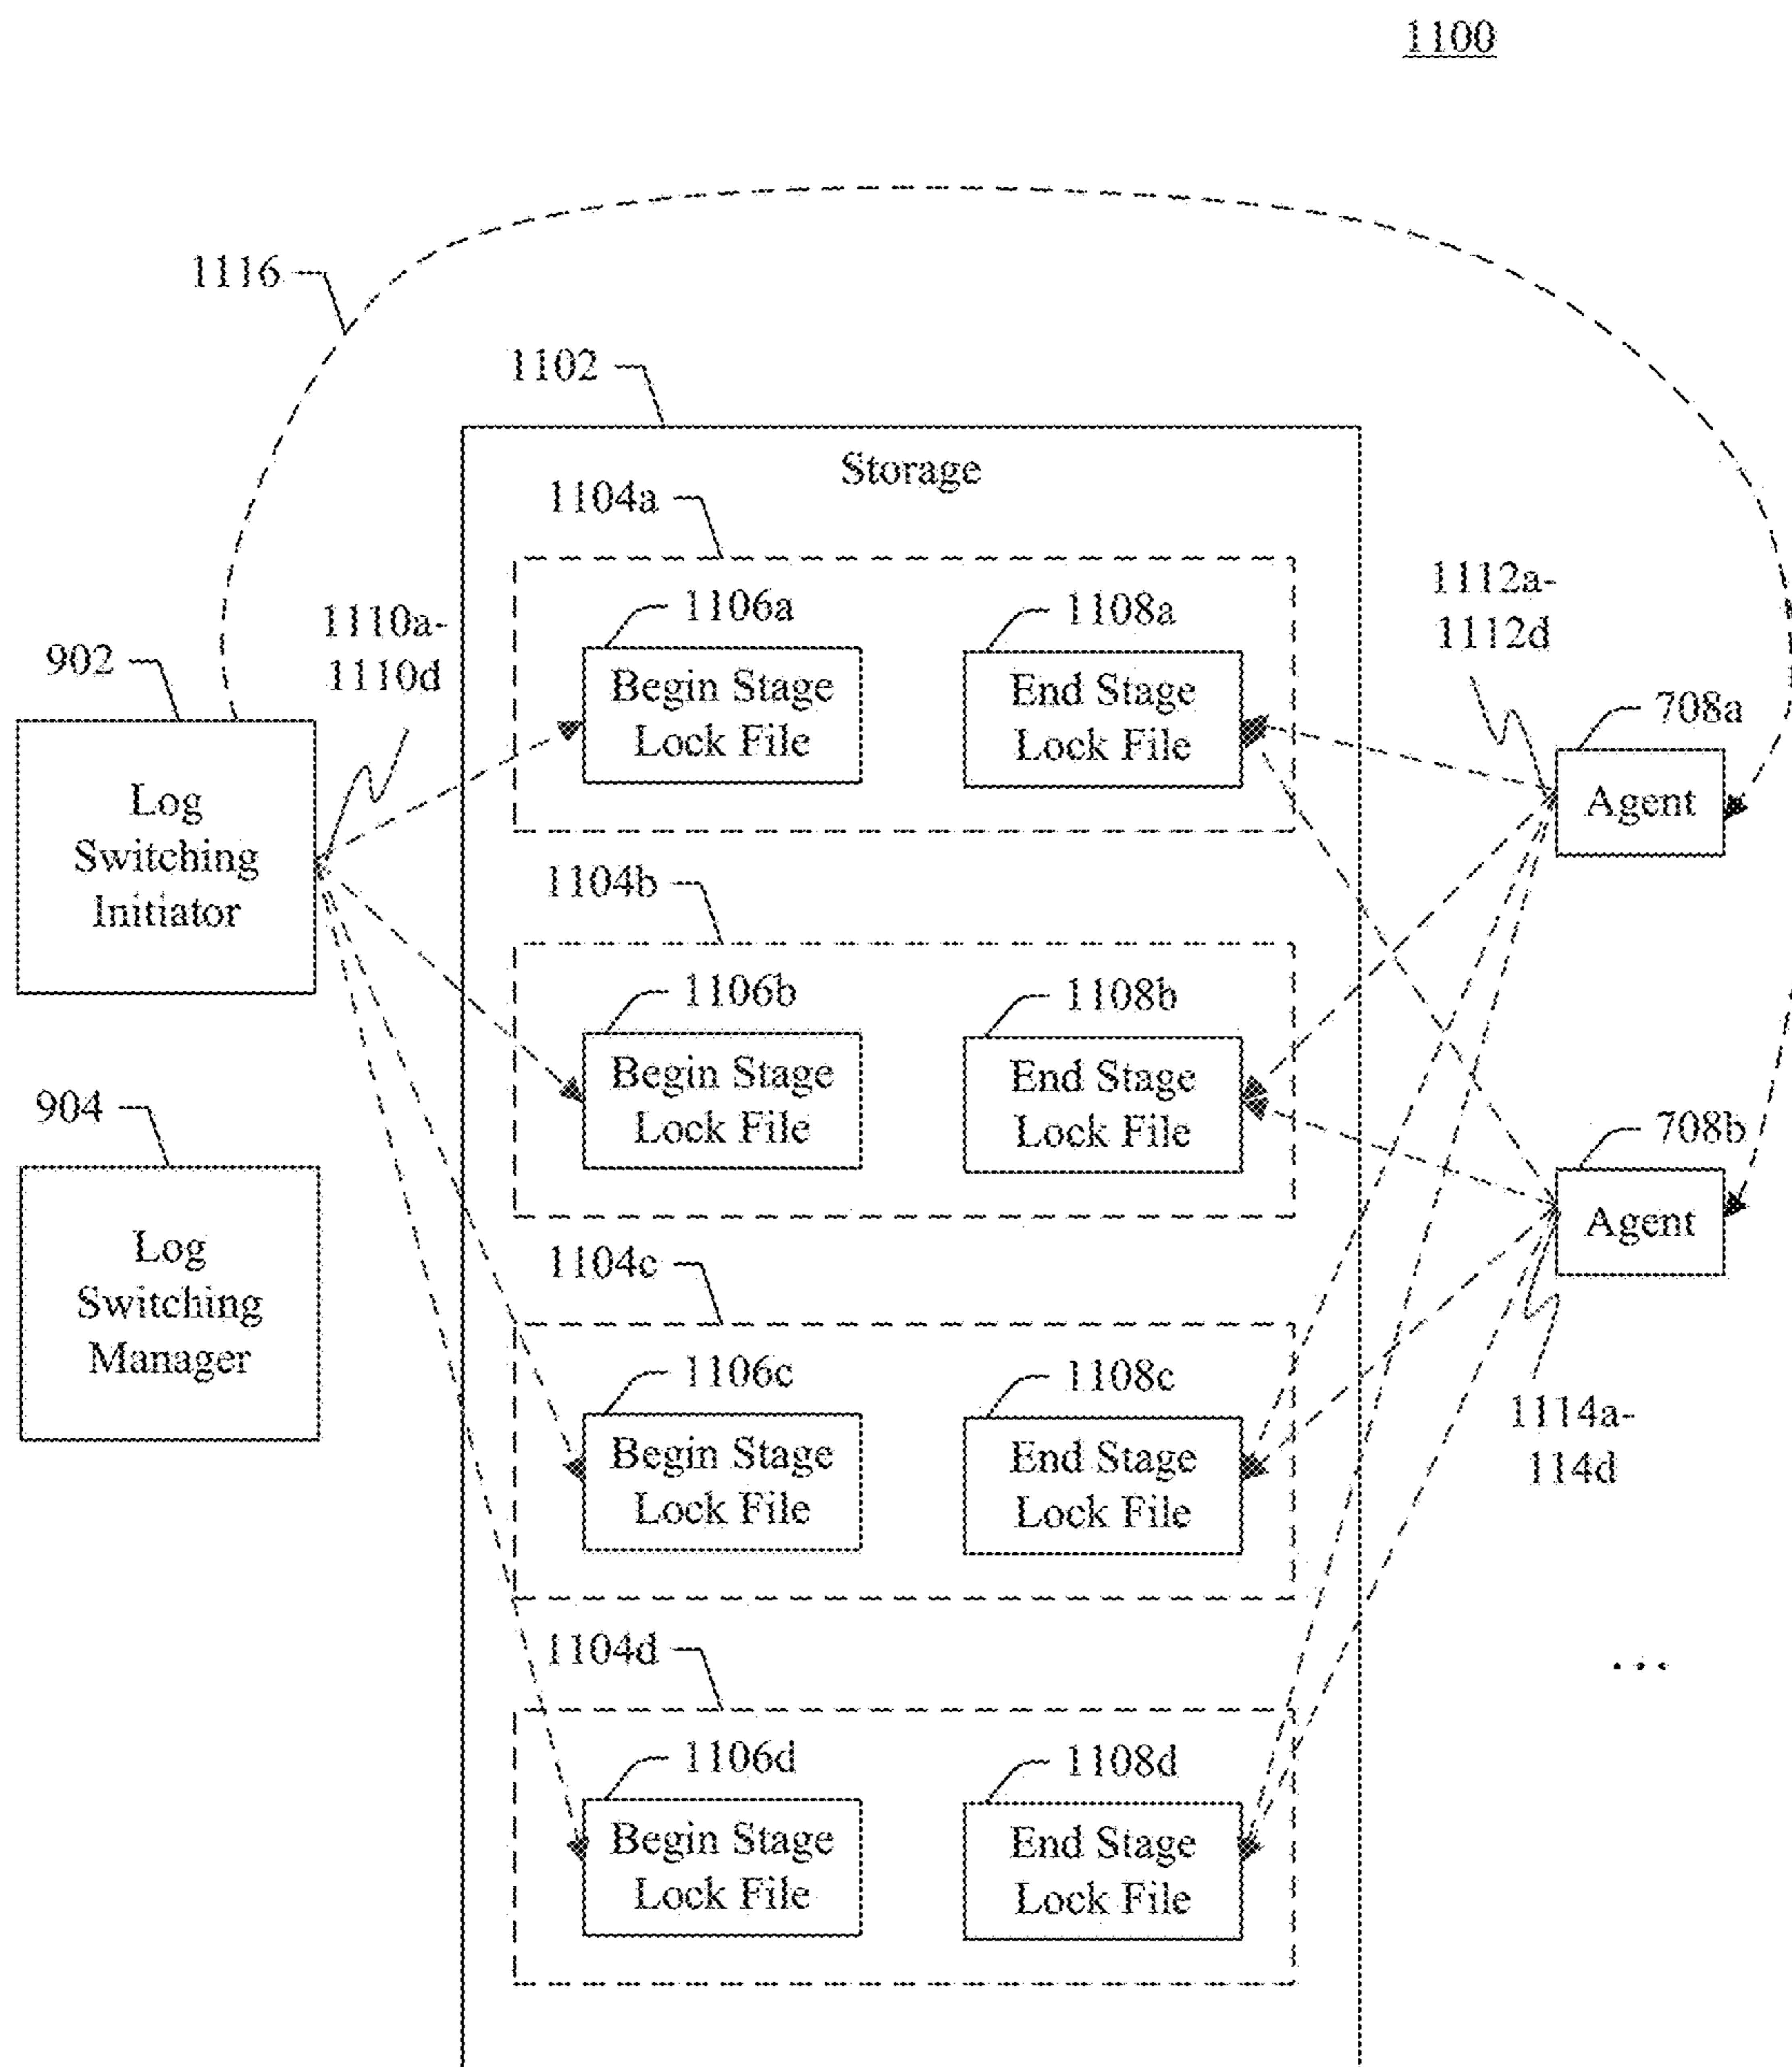 1100
1116
1102
Storage
1104a
1106a
1108a
Begin Stage
Lock File
End Stage
Lock File
1110a-
1110d
1112a-
1112d
902
Log
Switching
Initiator
708a
Agent
1104b
1106b
1108b
Begin Stage
Lock File
End Stage
Lock File
904
Log
Switching
Manager
708b
Agent
1104c
1106c
1108c
Begin Stage
Lock File
End Stage
Lock File
1114a-
114d
1104d
...
1106d
1108d
Begin Stage
Lock File
End Stage
Lock File